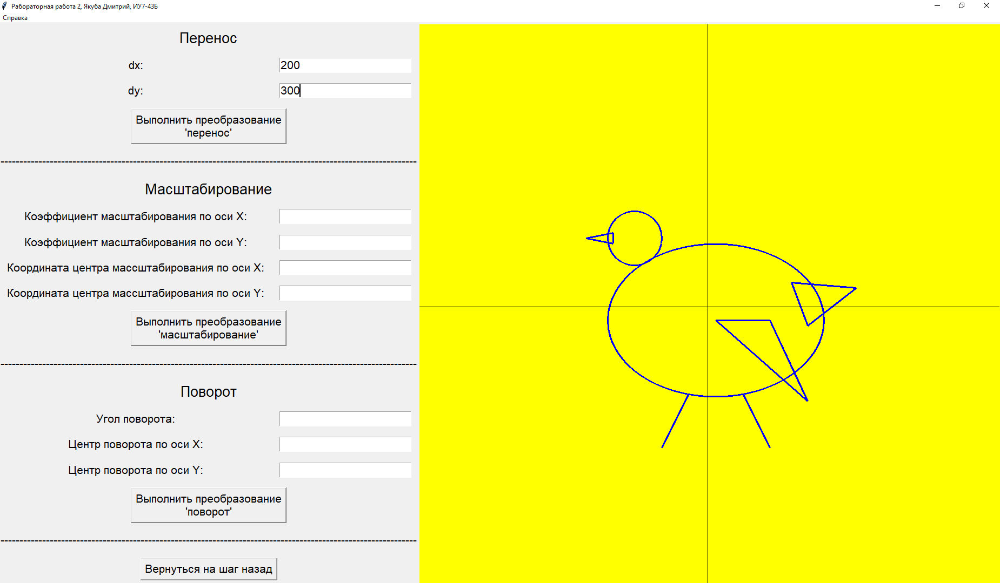 Рабораторная работа 2, Якуба Дмитрий, ИУ7-43Б
Справка
Перенос
dx:
200
dy:
300
Выполнить преобразование
'перенос'
Масштабирование
Коэффициент масштабирования по оси X:
Коэффициент масштабирования по оси Y:
Координата центра массштабирования по оси X:
Координата центра массштабирования по оси Y:
Выполнить преобразование
'масштабирование'
Поворот
Угол поворота:
Центр поворота по оси X:
Центр поворота по оси Y:
Выполнить преобразование
'поворот'
Вернуться на шаг назад